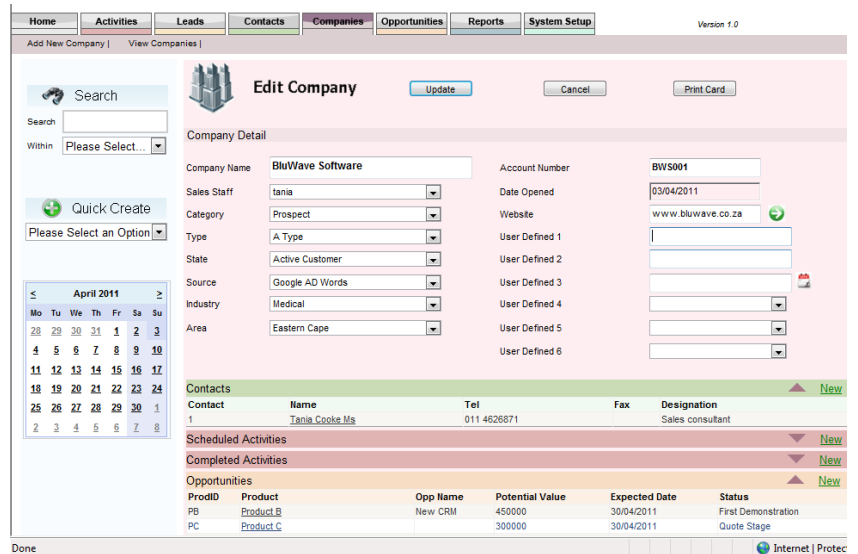 Home Activities Leads Contacts Companies Opportunities Reports System Setup Version 1.0
Add New Company | View Companies |
Search
Search
Within Please Select...
Quick Create
Please Select an Option
< April 2011 >
Mo Tu We Th Fr Sa Su
28 29 30 31 1 2 3
4 5 6 7 8 9 10
11 12 13 14 15 16 17
18 19 20 21 22 23 24
25 26 27 28 29 30 1
2 3 4 5 6 7 8
Edit Company Update Cancel Print Card
Company Detail
Company Name BluWave Software Account Number BWS001
Sales Staff tania Date Opened 03/04/2011
Category Prospect Website www.bluwave.co.za
Type A Type User Defined 1
State Active Customer User Defined 2
Source Google AD Words User Defined 3
Industry Medical User Defined 4
Area Eastern Cape User Defined 5
User Defined 6
Contacts New
Contact Name Tel Fax Designation
1 Tania Cooke Ms 011 4626871 Sales consultant
Scheduled Activities New
Completed Activities New
Opportunities New
ProdID Product Opp Name Potential Value Expected Date Status
PB Product B New CRM 450000 30/04/2011 First Demonstration
PC Product C 300000 30/04/2011 Quote Stage
Done Internet | Protec